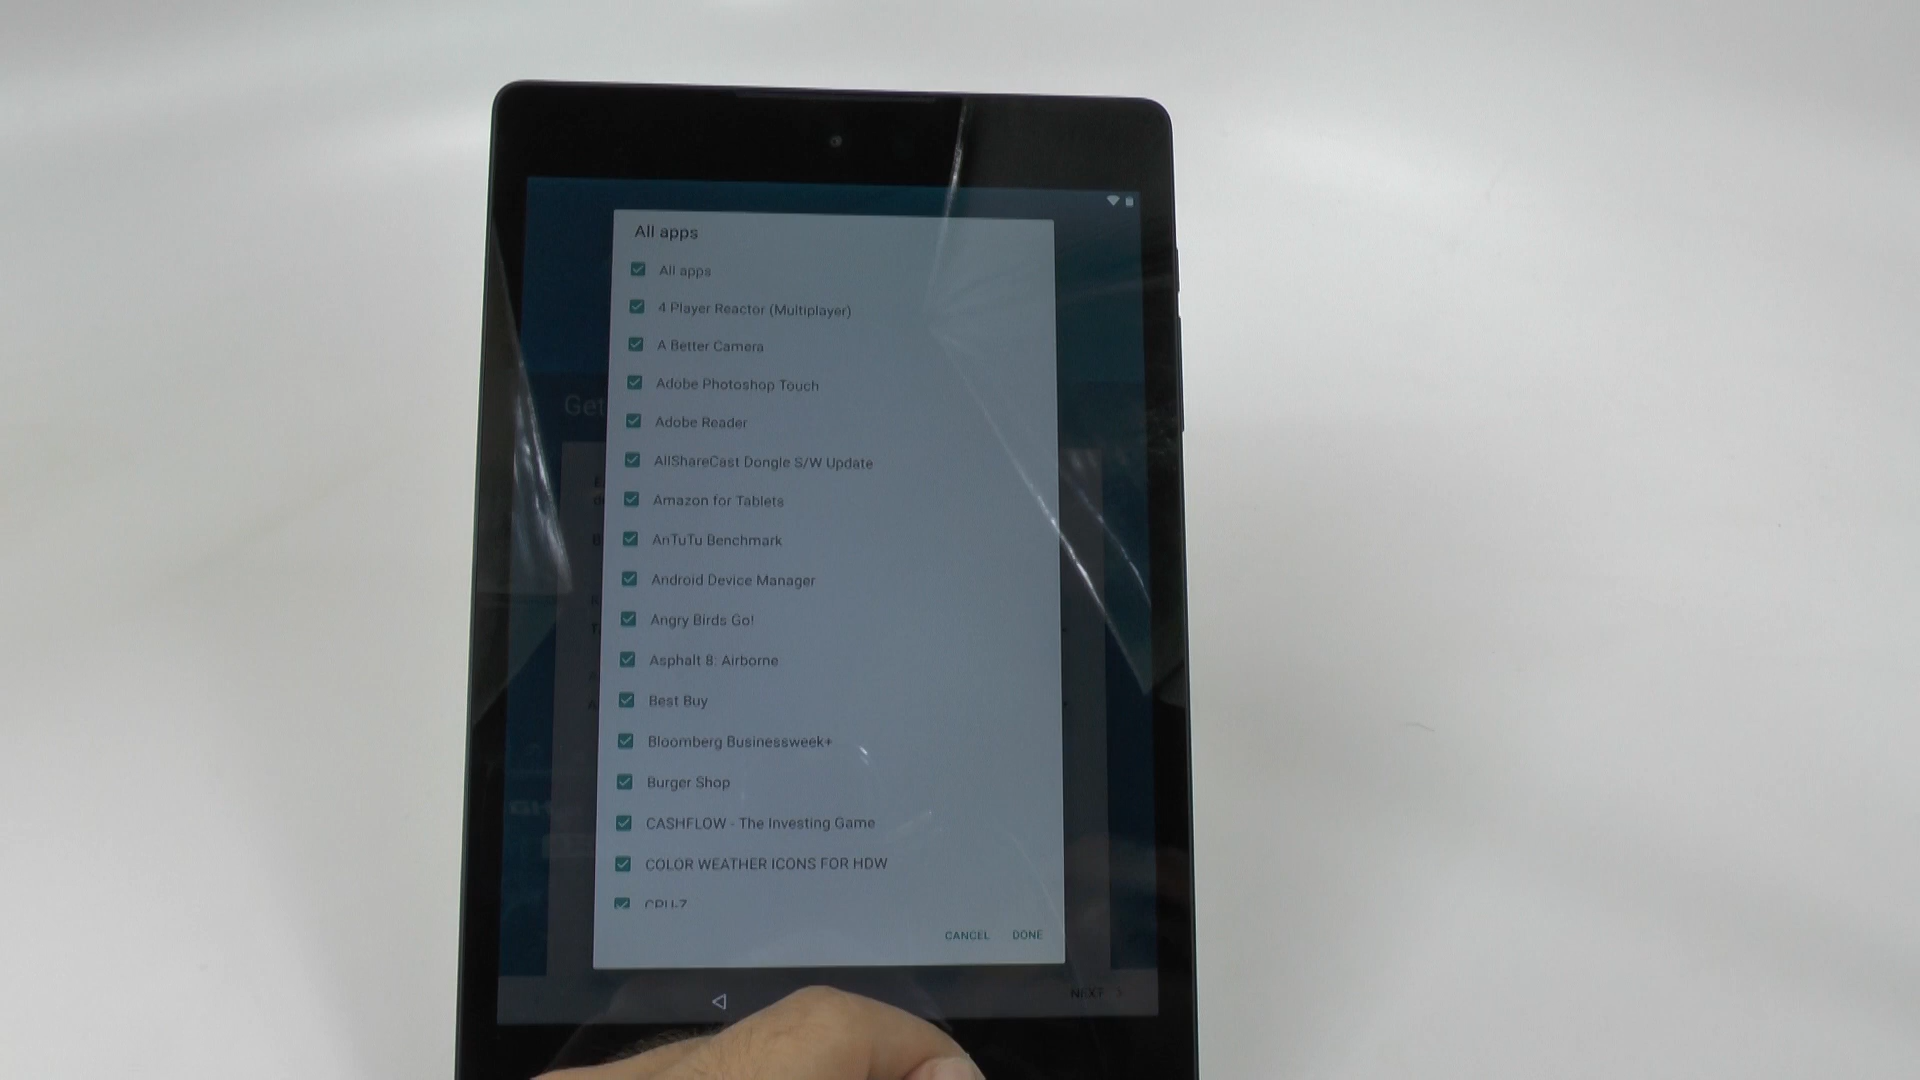 All apps
All apps
4 Player Reactor (Multiplayer)
A Better Camera
Adobe Photoshop Touch
Get
Adobe Reader
AllShareCast Dongle S/W Update
Amazon for Tablets
AnTuTu Benchmark
Android Device Manager
Angry Birds Go!
Asphalt 8: Airborne
Best Buy
Bloomberg Businessweek+
Burger Shop
CASHFLOW - The Investing Game
COLOR WEATHER ICONS FOR HDW
CPU-Z
CANCEL DONE
NEXT